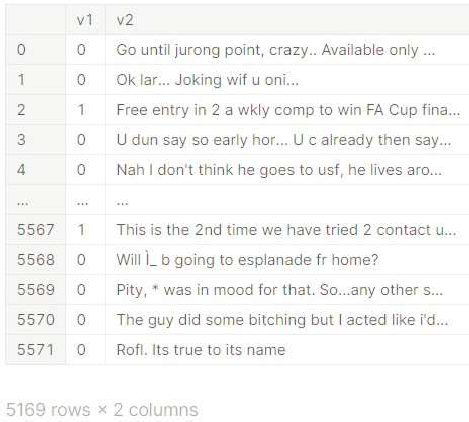 v1 v2
0 0 Go until jurong point, crazy.. Available only ...
1 0 Ok lar... Joking wif u oni...
2 1 Free entry in 2 a wkly comp to win FA Cup fina...
3 0 U dun say so early hor... U c already then say...
4 0 Nah I don't think he goes to usf, he lives aro...
... ... ...
5567 1 This is the 2nd time we have tried 2 contact u...
5568 0 Will Ì_ b going to esplanade fr home?
5569 0 Pity, * was in mood for that. So...any other s...
5570 0 The guy did some bitching but I acted like i'd...
5571 0 Rofl. Its true to its name
5169 rows × 2 columns